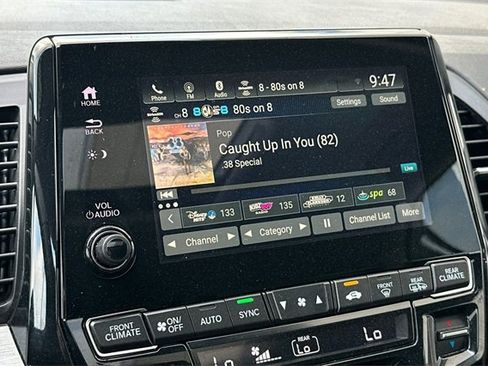 HOME
BACK
VOL
AUDIO
Phone
FM
Audio
8 - 80s on 8
9:47
CH 8
80s on 8
Settings
Sound
Pop
Caught Up In You (82)
.38 Special
Live
133
135
12
spa 68
Channel
Category
Channel List
More
FRONT CLIMATE
ON/OFF
AUTO
SYNC
FRONT
REAR
REAR CLIMATE
Lo
REAR
Lo